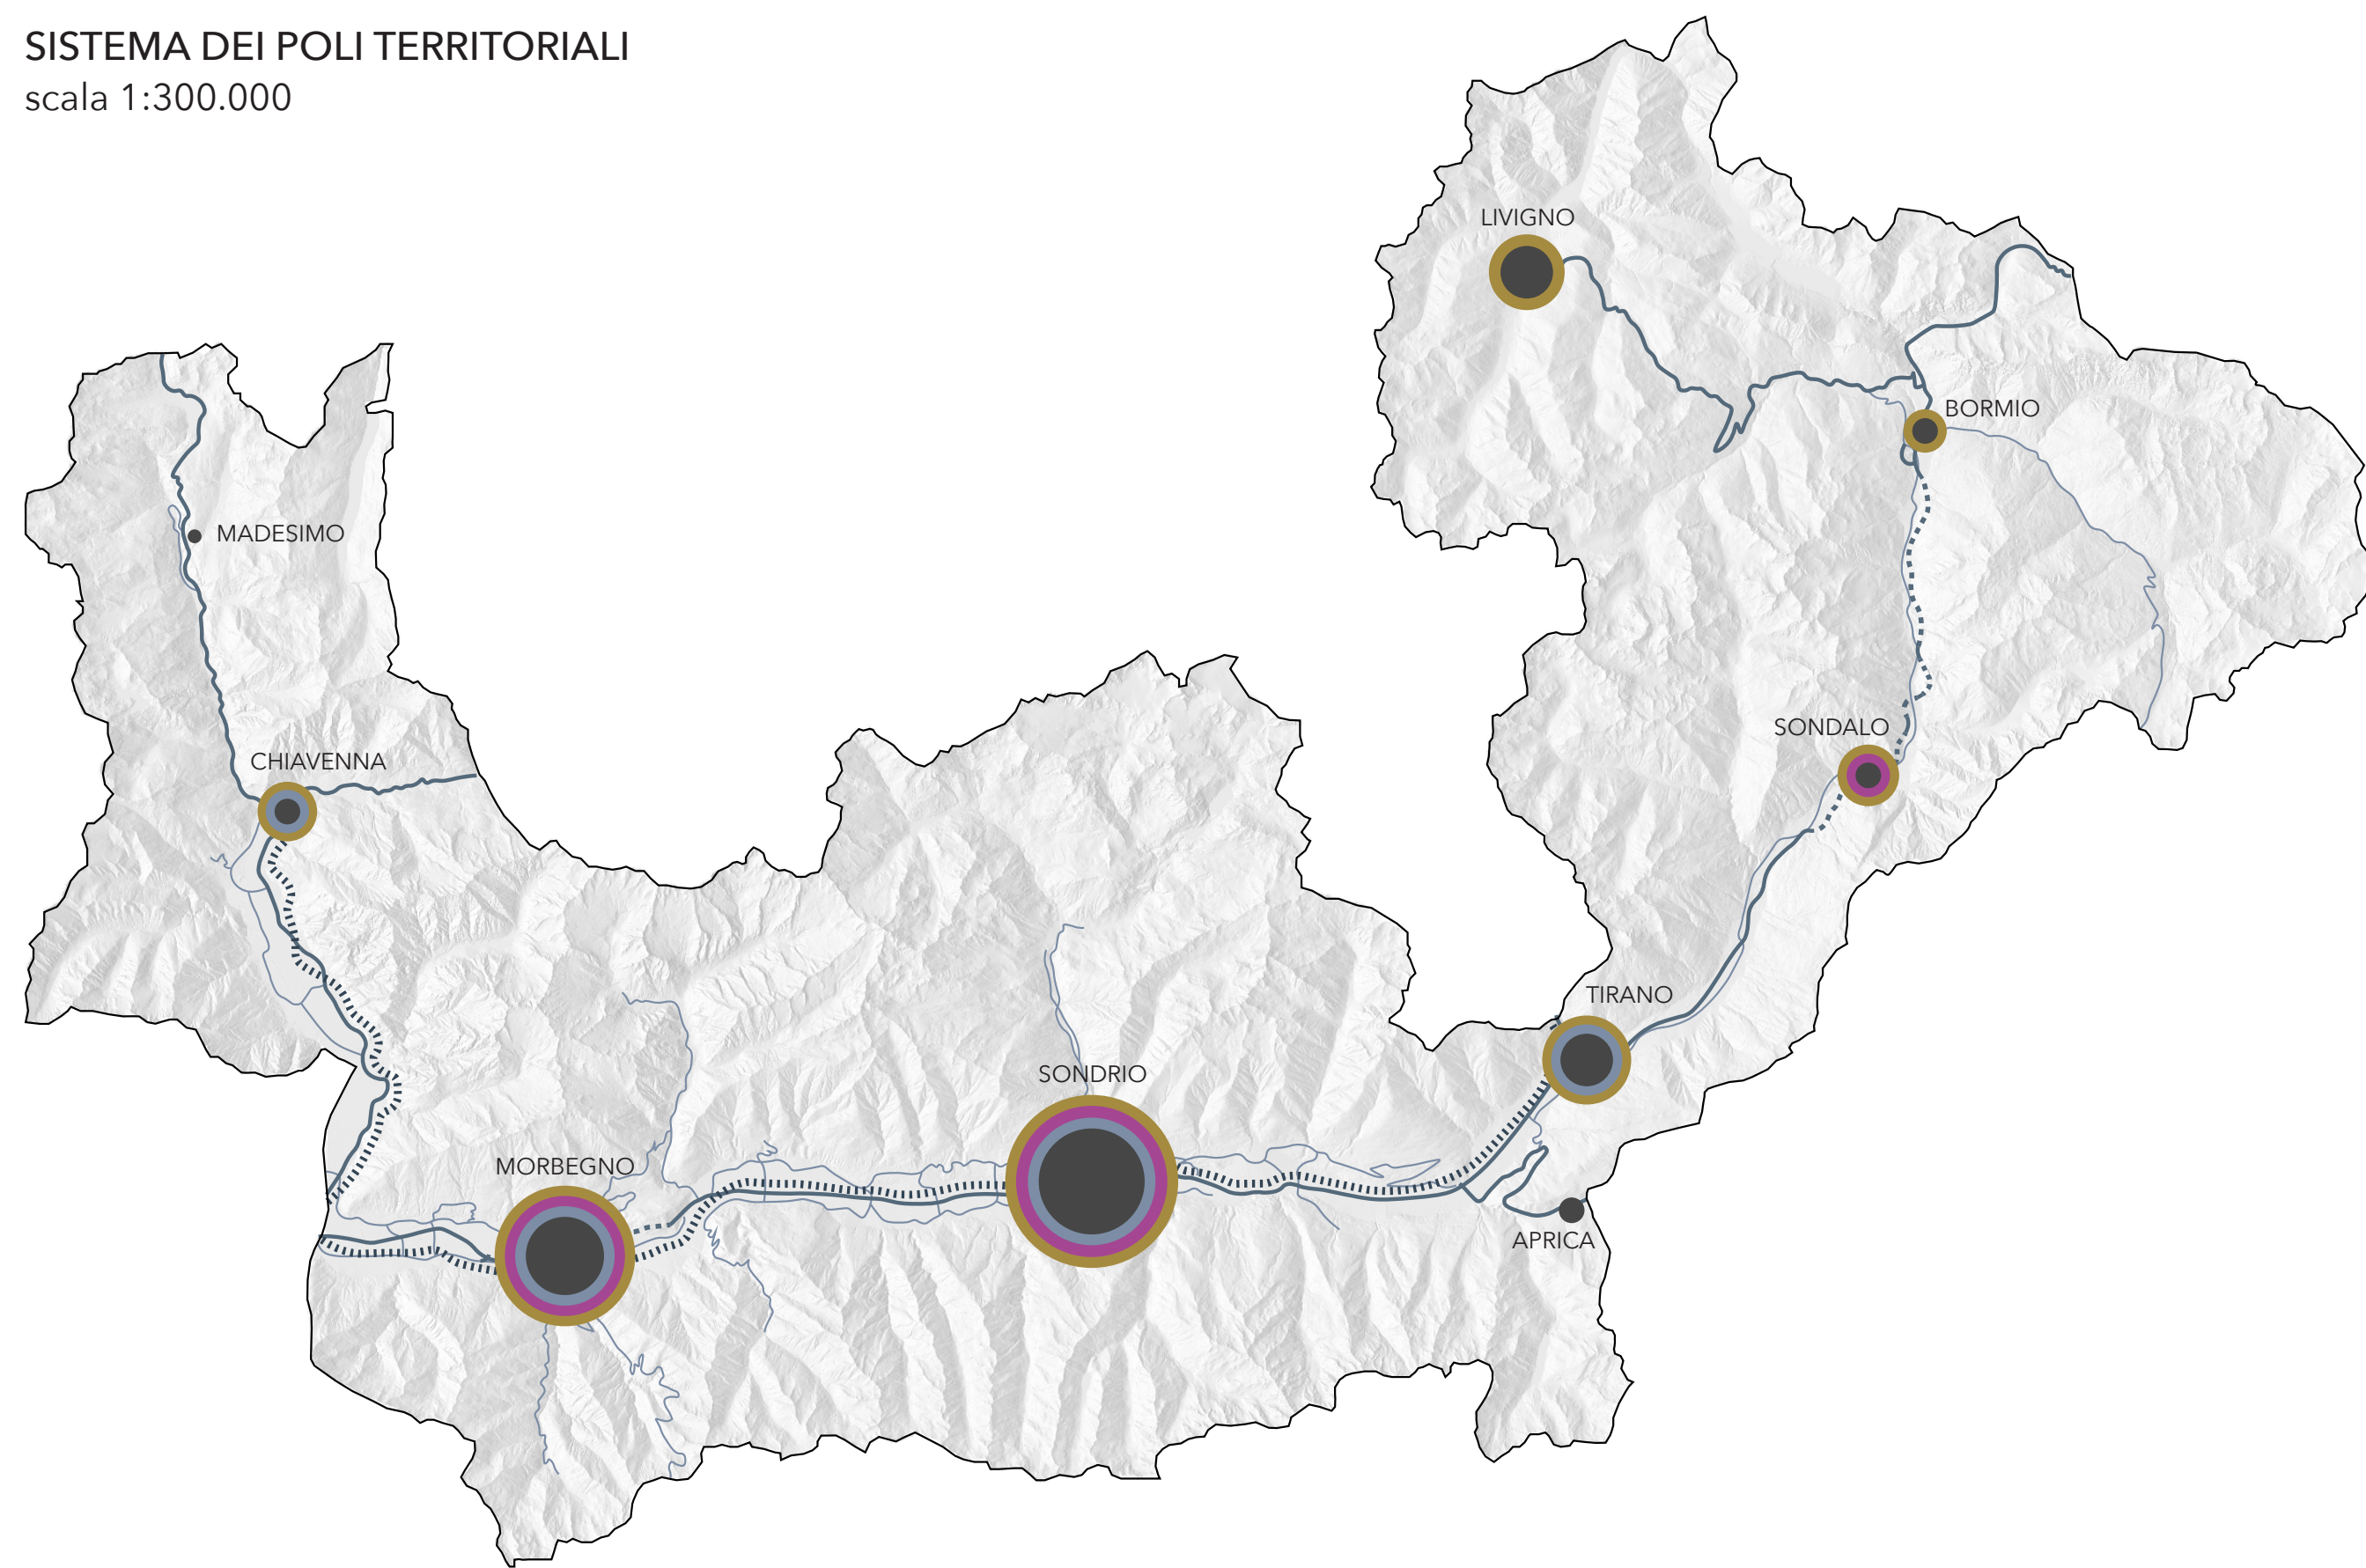 SISTEMA DEI POLI TERRITORIALI
scala 1:300.000
LIVIGNO
BORMIO
MADESIMO
SONDALO
CHIAVENNA
TIRANO
SONDRIO
MORBEGNO
APRICA